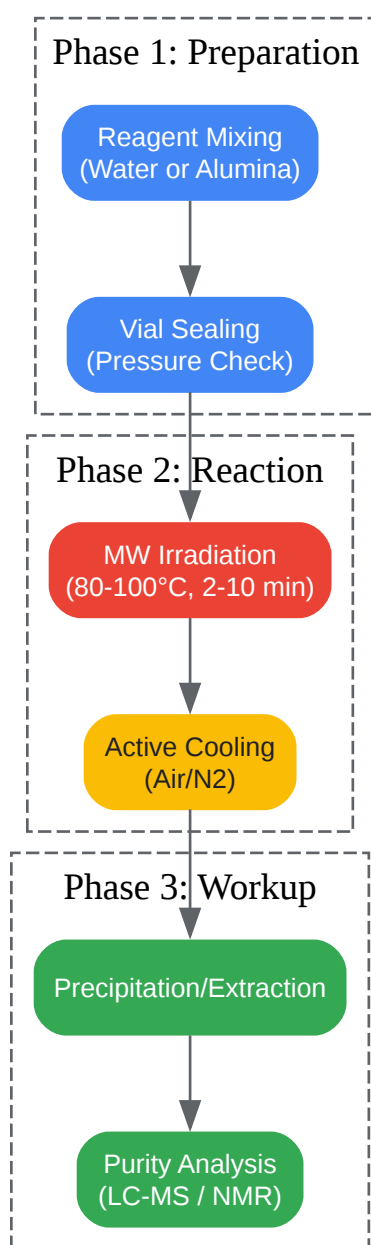 Phase 1: Preparation
Reagent Mixing
(Water or Alumina)
Vial Sealing
(Pressure Check)
Phase 2: Reaction
MW Irradiation
(80-100°C, 2-10 min)
Active Cooling
(Air/N2)
Phase 3: Workup
Precipitation/Extraction
Purity Analysis
(LC-MS / NMR)